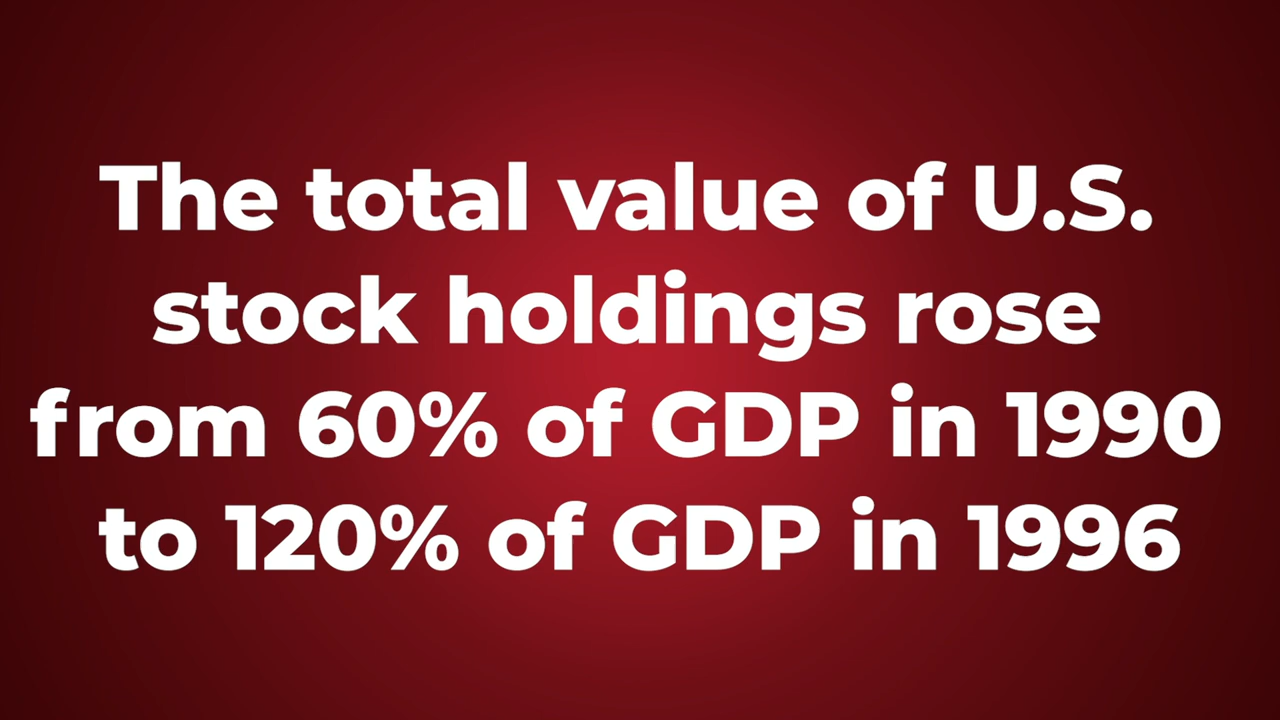 The total value of U.S.
stock holdings rose
from 60% of GDP in 1990
to 120% of GDP in 1996